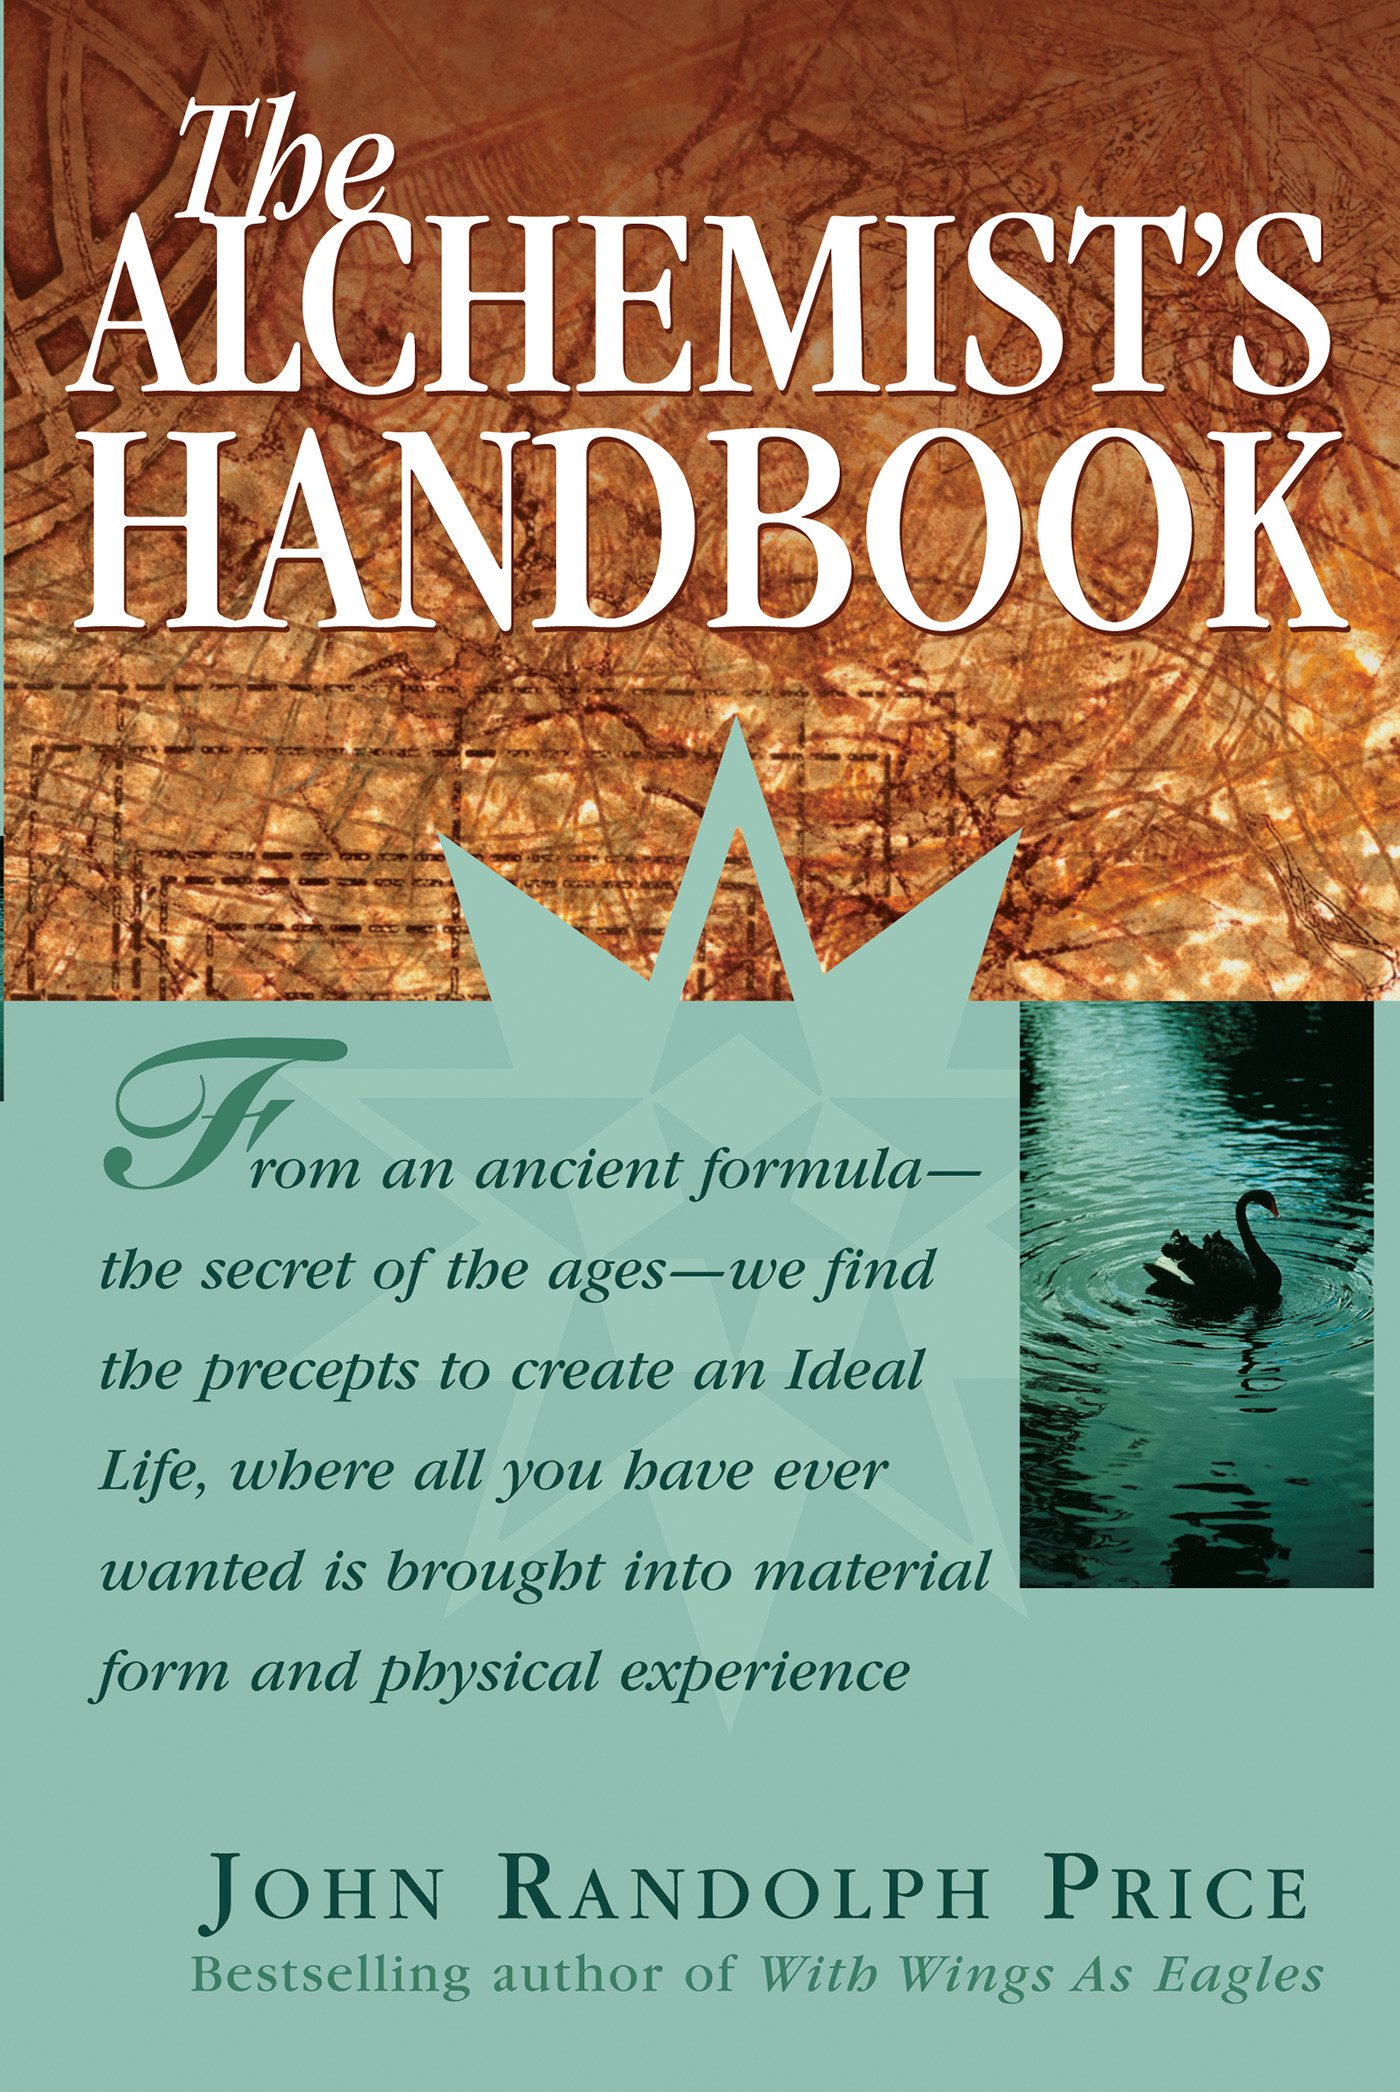 The
ALCHEMIST'S
HANDBOOK
From an ancient formula—
the secret of the ages—we find
the precepts to create an Ideal
Life, where all you have ever
wanted is brought into material
form and physical experience
JOHN RANDOLPH PRICE
Bestselling author of With Wings As Eagles